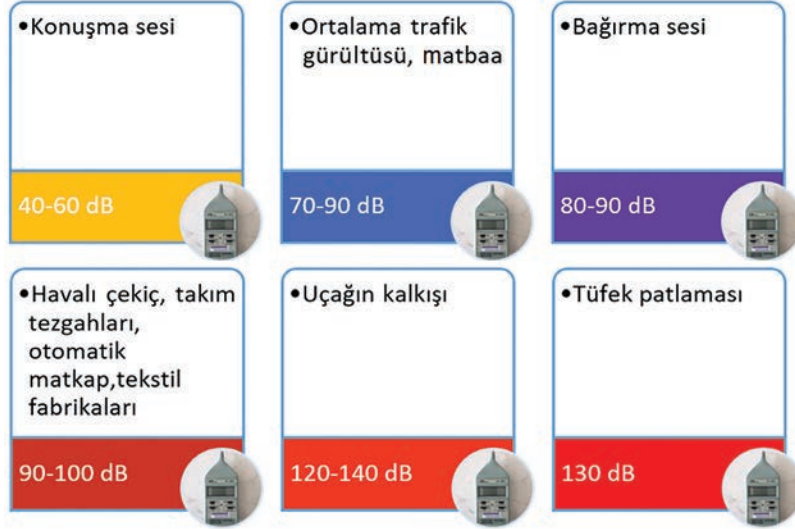 •Konuşma sesi
40-60 dB
•Ortalama trafik
gürültüsü, matbaa
70-90 dB
•Bağırma sesi
80-90 dB
•Havalı çekiç, takım
tezgahları,
otomatik
matkap,tekstil
fabrikaları
90-100 dB
•Uçağın kalkışı
120-140 dB
•Tüfek patlaması
130 dB